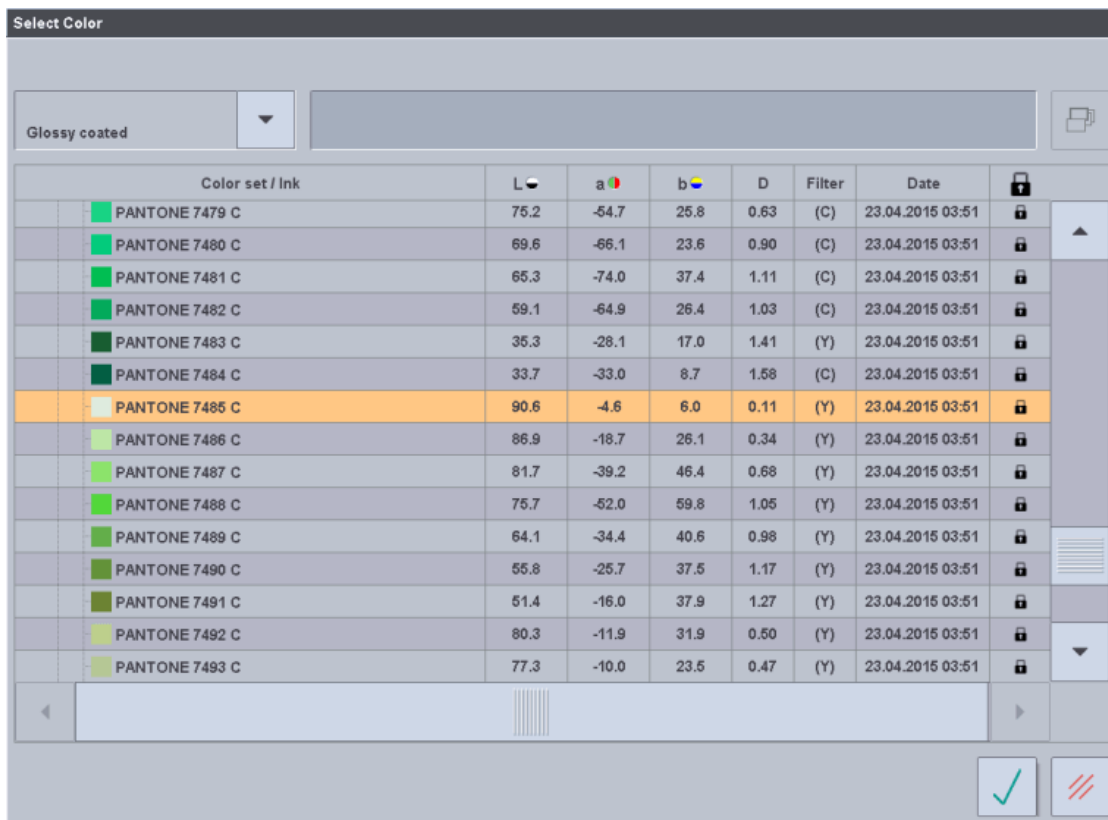 Select Color
Glossy coated
Color set / Ink L a b D Filter Date
PANTONE 7479 C 75.2 -54.7 25.8 0.63 (C) 23.04.2015 03:51
PANTONE 7480 C 69.6 -66.1 23.6 0.90 (C) 23.04.2015 03:51
PANTONE 7481 C 65.3 -74.0 37.4 1.11 (C) 23.04.2015 03:51
PANTONE 7482 C 59.1 -64.9 26.4 1.03 (C) 23.04.2015 03:51
PANTONE 7483 C 35.3 -28.1 17.0 1.41 (Y) 23.04.2015 03:51
PANTONE 7484 C 33.7 -33.0 8.7 1.58 (C) 23.04.2015 03:51
PANTONE 7485 C 90.6 -4.6 6.0 0.11 (Y) 23.04.2015 03:51
PANTONE 7486 C 86.9 -18.7 26.1 0.34 (Y) 23.04.2015 03:51
PANTONE 7487 C 81.7 -39.2 46.4 0.68 (Y) 23.04.2015 03:51
PANTONE 7488 C 75.7 -52.0 59.8 1.05 (Y) 23.04.2015 03:51
PANTONE 7489 C 64.1 -34.4 40.6 0.98 (Y) 23.04.2015 03:51
PANTONE 7490 C 55.8 -25.7 37.5 1.17 (Y) 23.04.2015 03:51
PANTONE 7491 C 51.4 -16.0 37.9 1.27 (Y) 23.04.2015 03:51
PANTONE 7492 C 80.3 -11.9 31.9 0.50 (Y) 23.04.2015 03:51
PANTONE 7493 C 77.3 -10.0 23.5 0.47 (Y) 23.04.2015 03:51